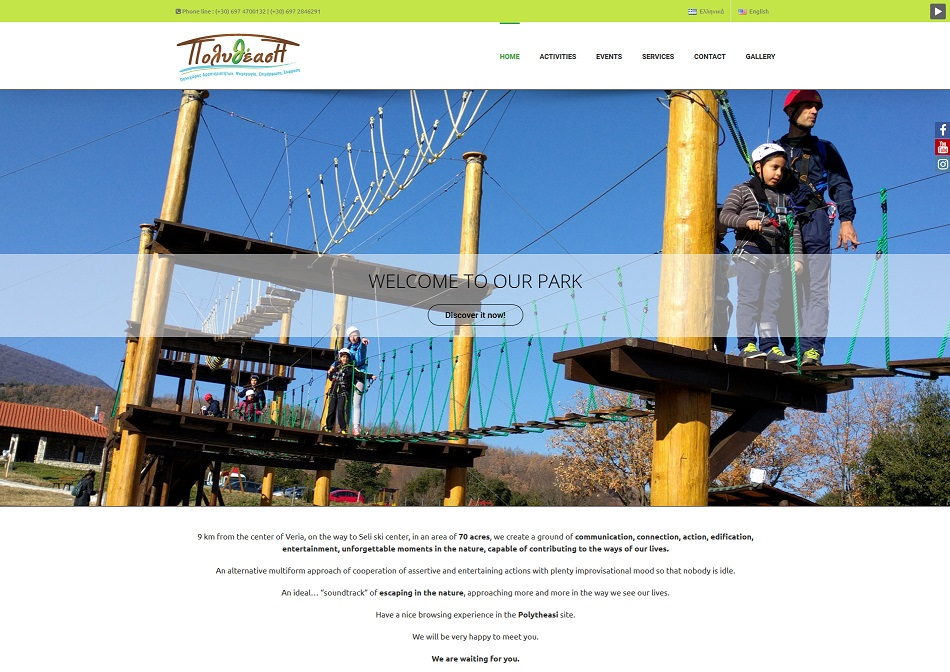 Phone line : (+30) 697 4700132 | (+30) 697 2846291
Ελληνικά
English
Πολυθέαση
HOME
ACTIVITIES
EVENTS
SERVICES
CONTACT
GALLERY
WELCOME TO OUR PARK
Discover it now!
9 km from the center of Veria, on the way to Seli ski center, in an area of 70 acres, we create a ground of communication, connection, action, edification,
entertainment, unforgettable moments in the nature, capable of contributing to the ways of our lives.
An alternative multiform approach of cooperation of assertive and entertaining actions with plenty improvisational mood so that nobody is idle.
An ideal… “soundtrack” of escaping in the nature, approaching more and more in the way we see our lives.
Have a nice browsing experience in the Polytheasi site.
We will be very happy to meet you.
We are waiting for you.